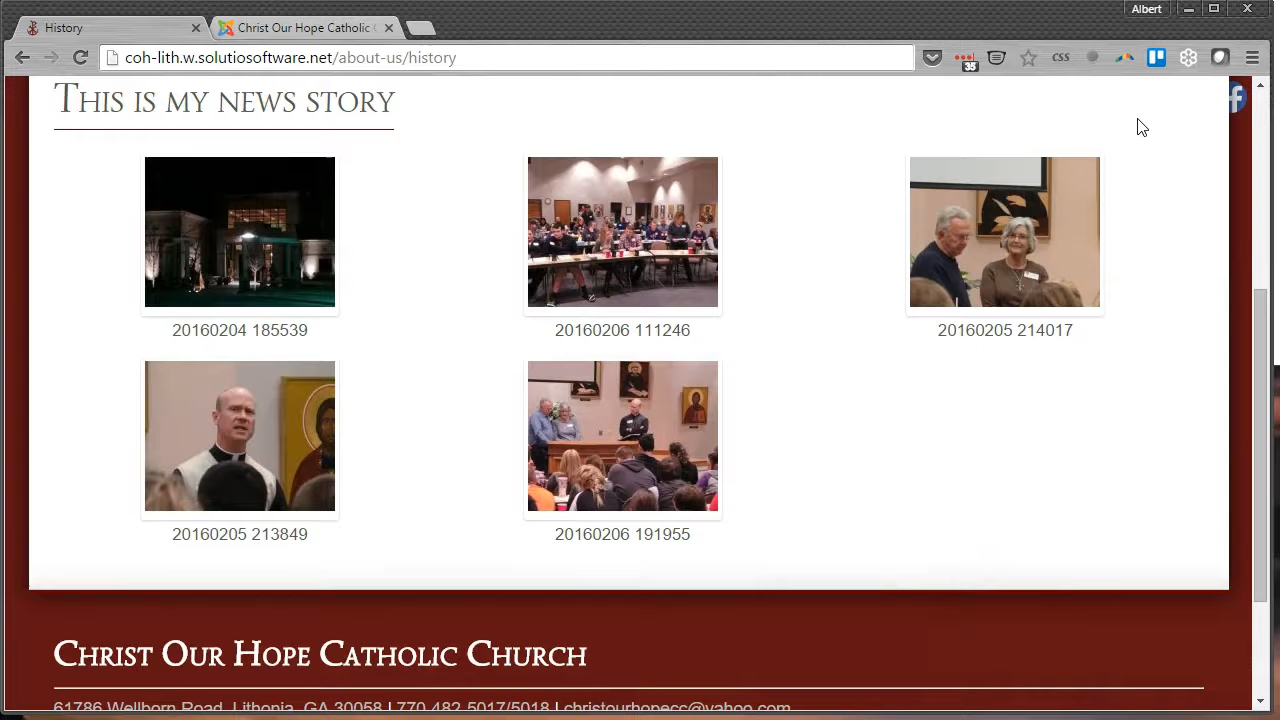 Albert
History
Christ Our Hope Catholic
coh-lith.w.solutiosoftware.net/about-us/history
35
CSS
This is my news story
20160204 185539
20160206 111246
20160205 214017
20160205 213849
20160206 191955
Christ Our Hope Catholic Church
61786 Wellborn Road, Lithonia, GA 30058 | 770.482.5017/5018 | christourhopecc@yahoo.com